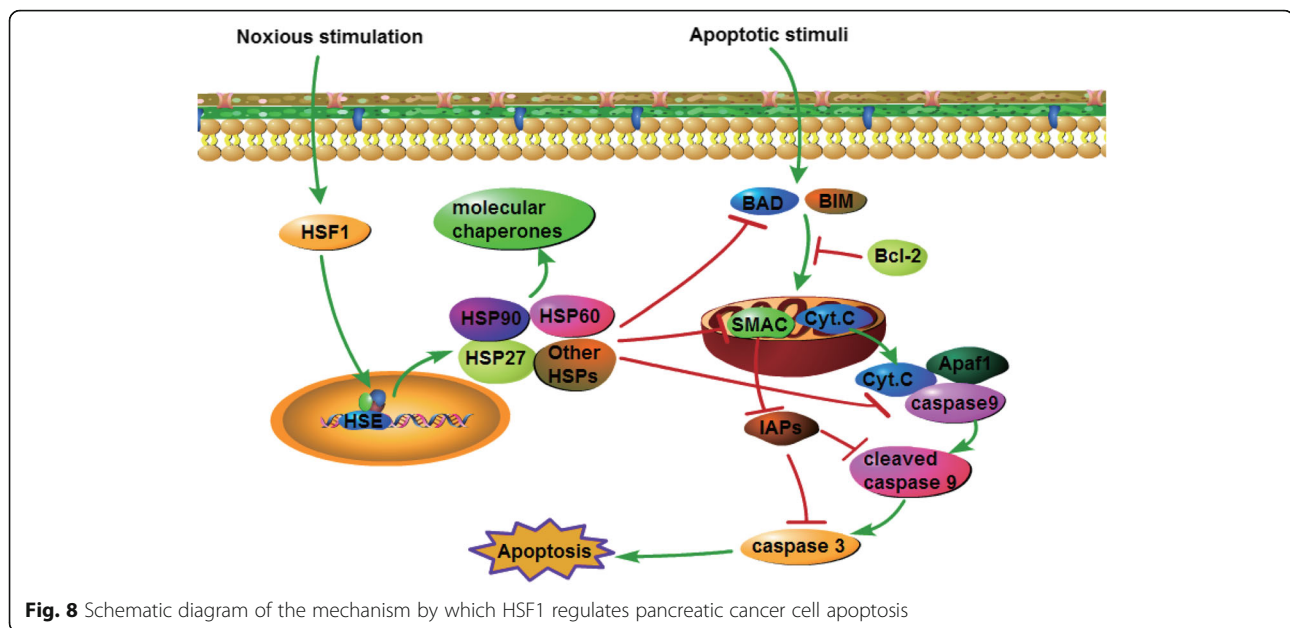 Noxious stimulation
Apoptotic stimuli
BAD
BIM
molecular
chaperones
HSF1
Bcl-2
HSP90
HSP60
SMAC
Cyt.C
HSP27
Other
HSPs
Cyt.C
Apaf1
caspase9
HSE
IAPs
cleaved
caspase 9
Apoptosis
caspase 3
Fig. 8 Schematic diagram of the mechanism by which HSF1 regulates pancreatic cancer cell apoptosis